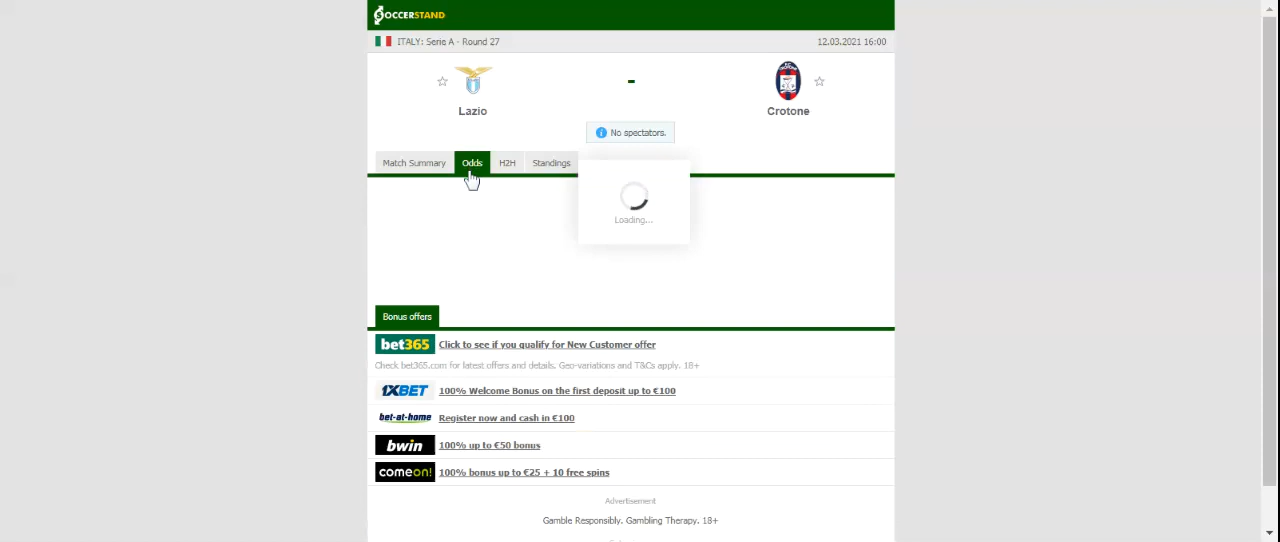 SOCCERSTAND
ITALY: Serie A - Round 27 12.03.2021 16:00
-
Lazio Crotone
No spectators.
Match Summary Odds H2H Standings
Loading...
Bonus offers
bet365 Click to see if you qualify for New Customer offer
Check bet365.com for latest offers and details. Geo-variations and T&Cs apply. 18+
1XBET 100% Welcome Bonus on the first deposit up to €100
bet-at-home Register now and cash in €100
bwin 100% up to €50 bonus
comeon! 100% bonus up to €25 + 10 free spins
Advertisement
Gamble Responsibly. Gambling Therapy. 18+